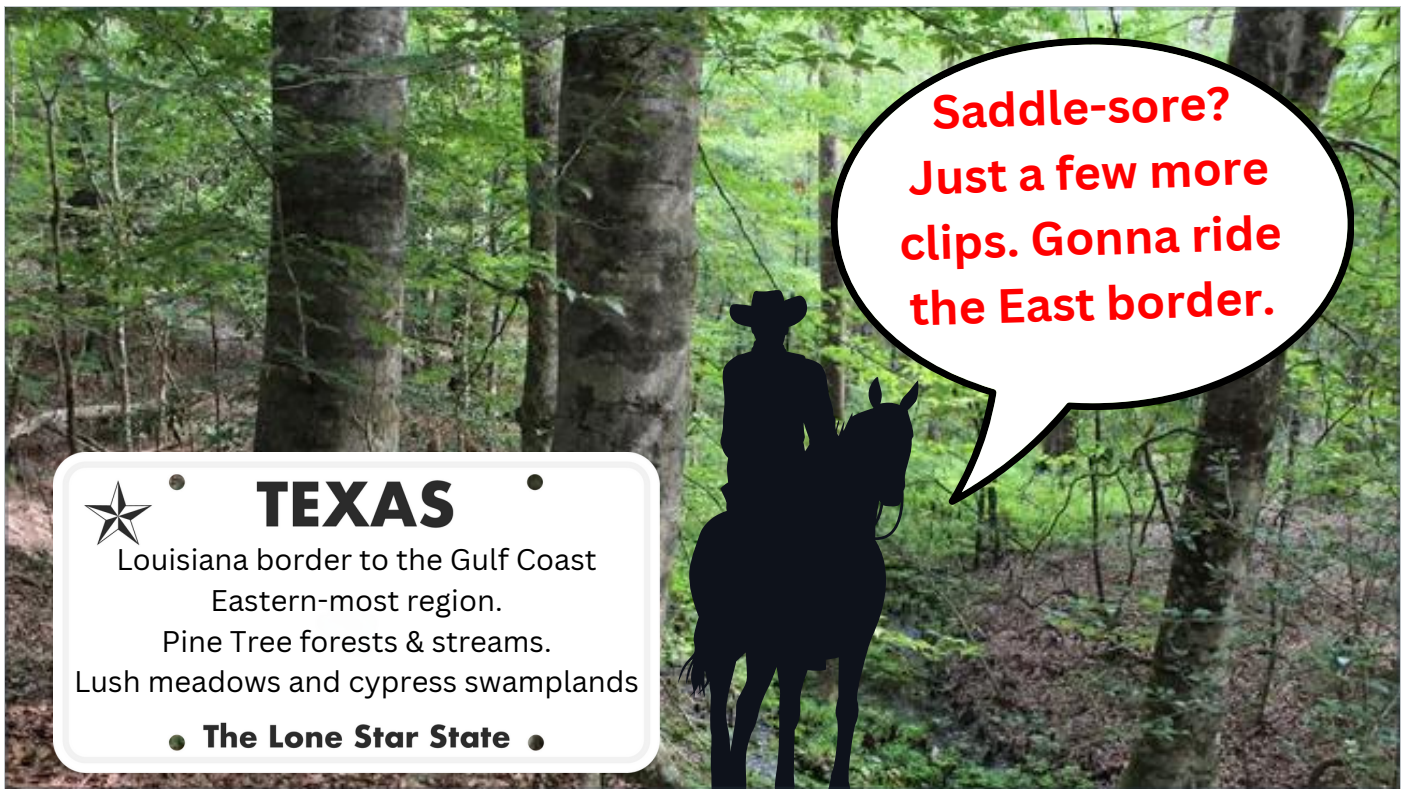 Saddle-sore?
Just a few more
clips. Gonna ride
the East border.
TEXAS
Louisiana border to the Gulf Coast
Eastern-most region.
Pine Tree forests & streams.
Lush meadows and cypress swamplands
The Lone Star State